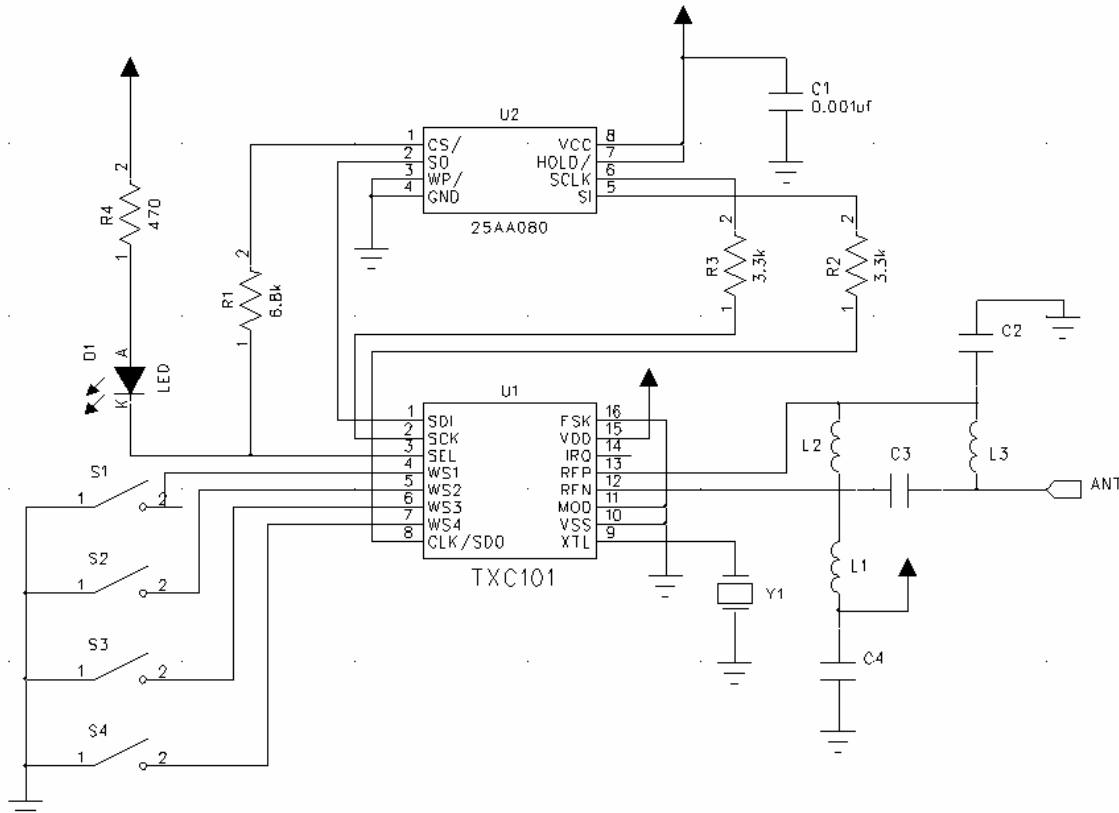 C1
0.001uf
U2
1 CS/ VCC 8
2 SO HOLD/ 7
3 WP/ SCLK 6
4 GND SI 5
25AA080
2
R4
470
1
2
R1
6.8k
1
2
R3
3.3k
1
2
R2
3.3k
1
C2
D1
A
LED
K
U1
1 SDI FSK 16
2 SCK VDD 15
3 SEL IRQ 14
4 WS1 RFP 13
5 WS2 RFN 12
6 WS3 MOD 11
7 WS4 VSS 10
8 CLK/SDO XTL 9
TXC101
L2
C3
L3
ANT
L1
Y1
C4
S1
1 2
S2
1 2
S3
1 2
S4
1 2